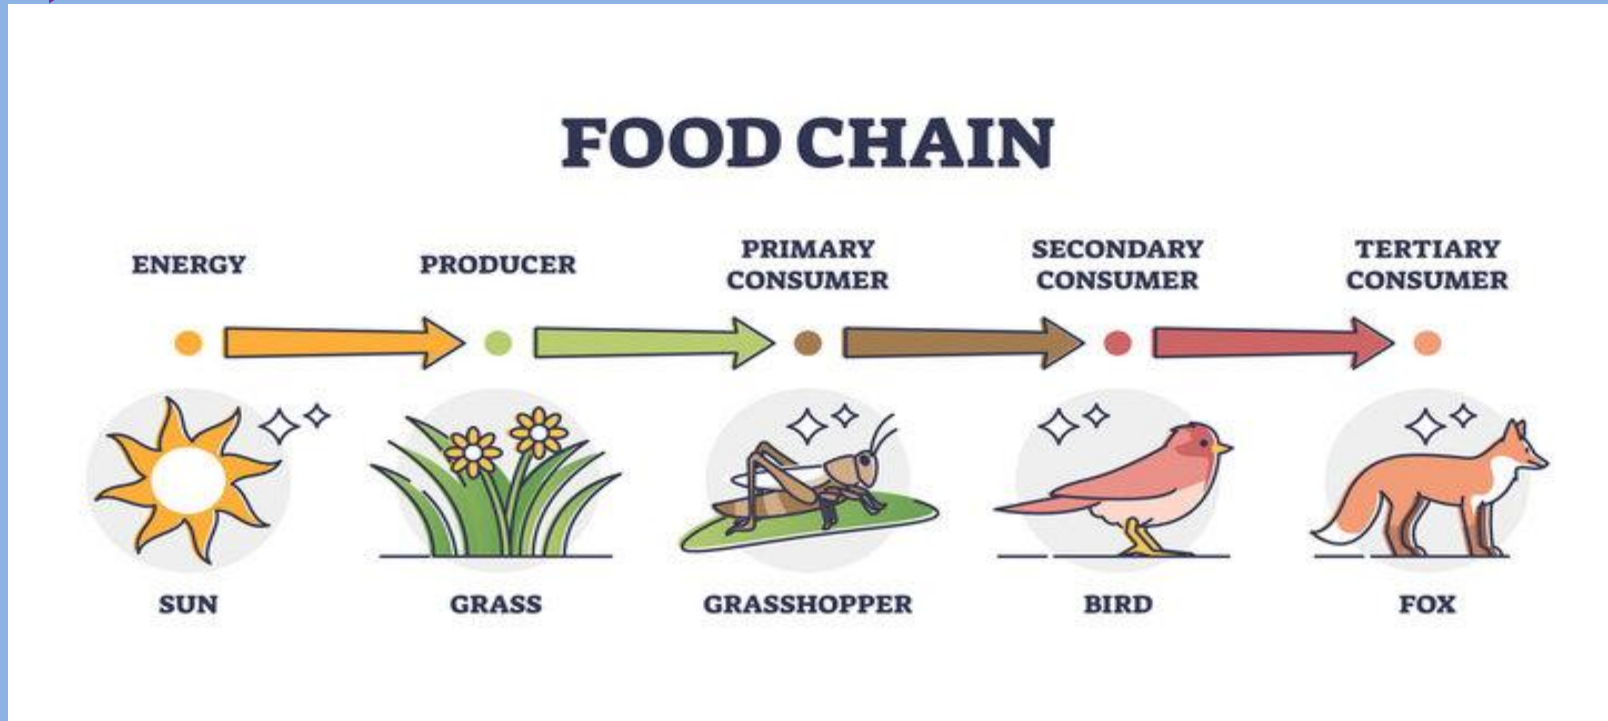 FOOD CHAIN
ENERGY
PRODUCER
PRIMARY
CONSUMER
SECONDARY
CONSUMER
TERTIARY
CONSUMER
SUN
GRASS
GRASSHOPPER
BIRD
FOX